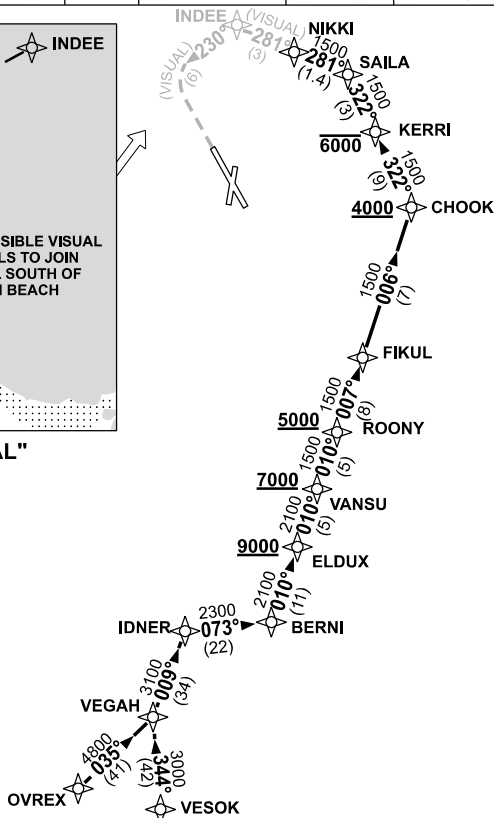 INDEE
SIBLE VISUAL
LS TO JOIN
SOUTH OF
BEACH
AL"
INDEE
(VISUAL)
281°
(3)
230°
(VISUAL)
(6)
NIKKI
1500
281°
(1.4)
SAILA
1500
322°
(3)
KERRI
6000
1500
322°
(9)
CHOOK
4000
1500
006°
(7)
FIKUL
1500
007°
(8)
5000
ROONY
1500
010°
(5)
7000
VANSU
2100
010°
(5)
9000
ELDUX
2100
010°
(11)
BERNI
2300
073°
(22)
IDNER
3100
009°
(34)
VEGAH
4800
035°
(41)
OVREX
3000
344°
(42)
VESOK